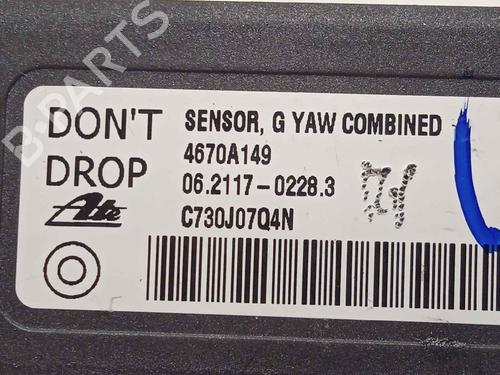 DON'T DROP
Ate
SENSOR, G YAW COMBINED
4670A149
06.2117-0228.3
C730J07Q4N
B-PARTS